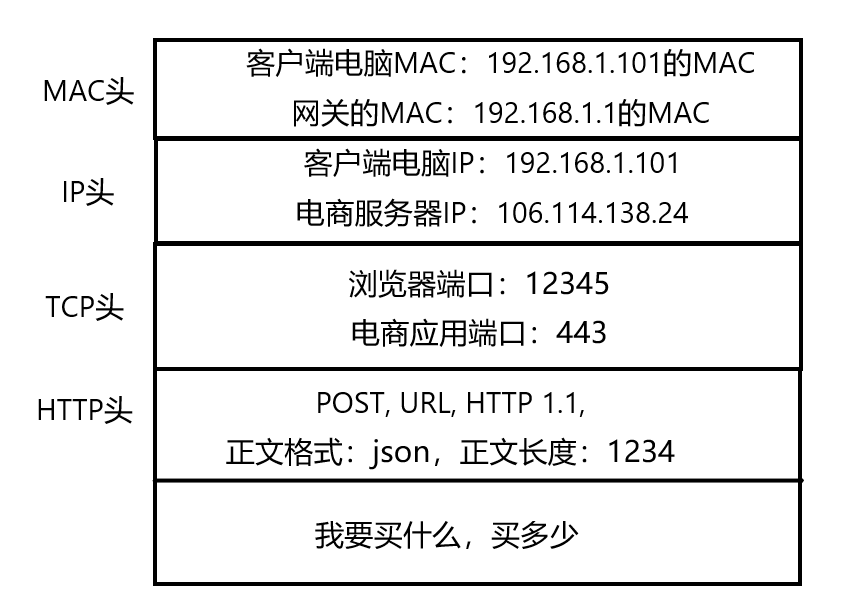 MAC头
客户端电脑MAC：192.168.1.101的MAC
网关的MAC：192.168.1.1的MAC
IP头
客户端电脑IP：192.168.1.101
电商服务器IP：106.114.138.24
TCP头
浏览器端口：12345
电商应用端口：443
HTTP头
POST, URL, HTTP 1.1,
正文格式：json，正文长度：1234
我要买什么，买多少